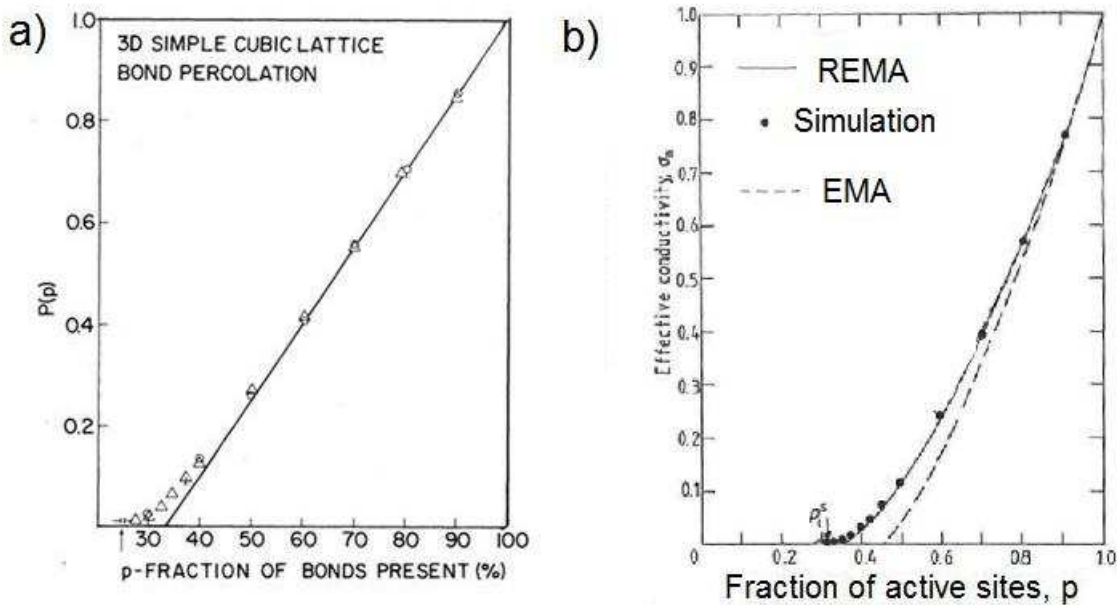 a)
3D SIMPLE CUBIC LATTICE
BOND PERCOLATION
1.0
0.8
0.6
0.4
0.2
P(p)
30 40 50 60 70 80 90 100
p-FRACTION OF BONDS PRESENT (%)
b)
REMA
Simulation
EMA
1.0
0.9
0.8
0.7
0.6
0.5
0.4
0.3
0.2
0.1
0.0
Effective conductivity,
p
0 0.2 0.4 0.6 0.8 1.0
Fraction of active sites, p